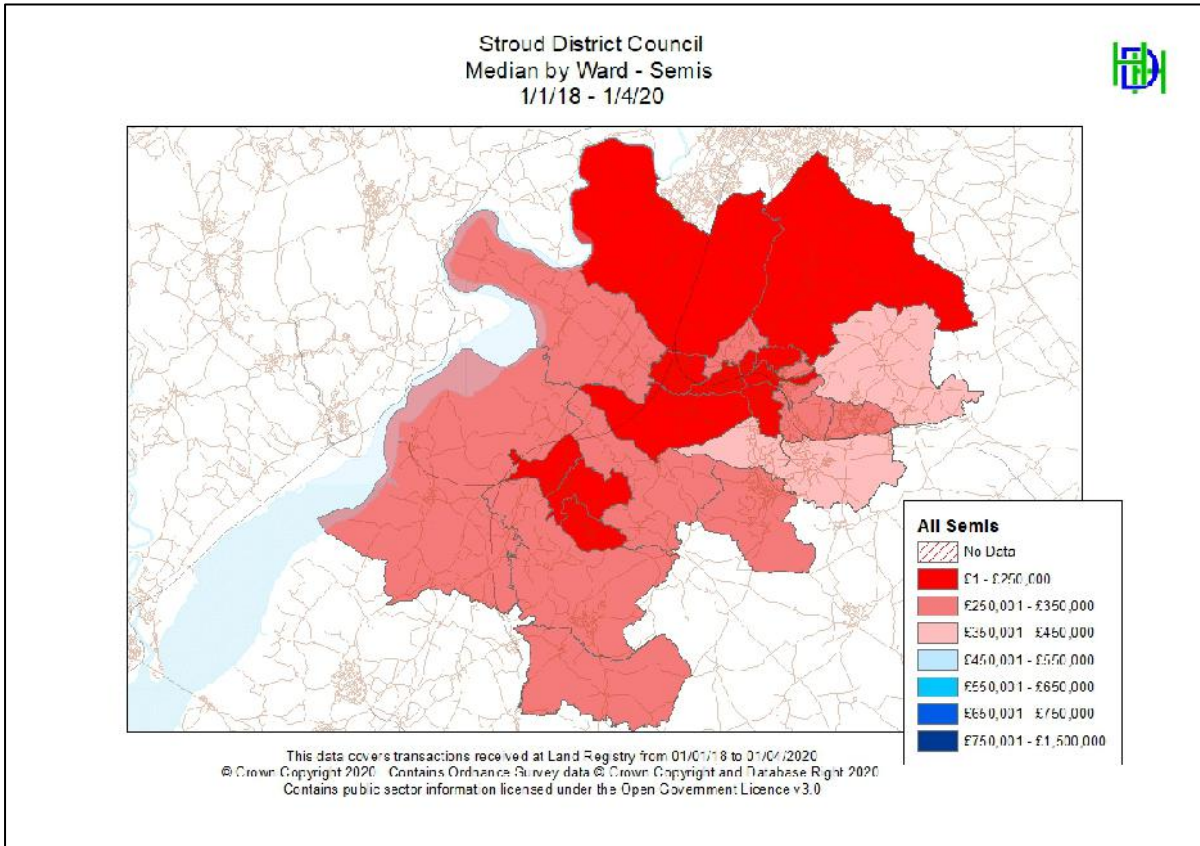 Stroud District Council
Median by Ward - Semis
1/1/18 - 1/4/20
HDH
All Semis
No Data
£1 - £250,000
£250,001 - £350,000
£350,001 - £450,000
£450,001 - £550,000
£550,001 - £650,000
£650,001 - £750,000
£750,001 - £1,500,000
This data covers transactions received at Land Registry from 01/01/18 to 01/04/2020
© Crown Copyright 2020 Contains Ordnance Survey data © Crown Copyright and Database Right 2020
Contains public sector information licensed under the Open Government Licence v3.0